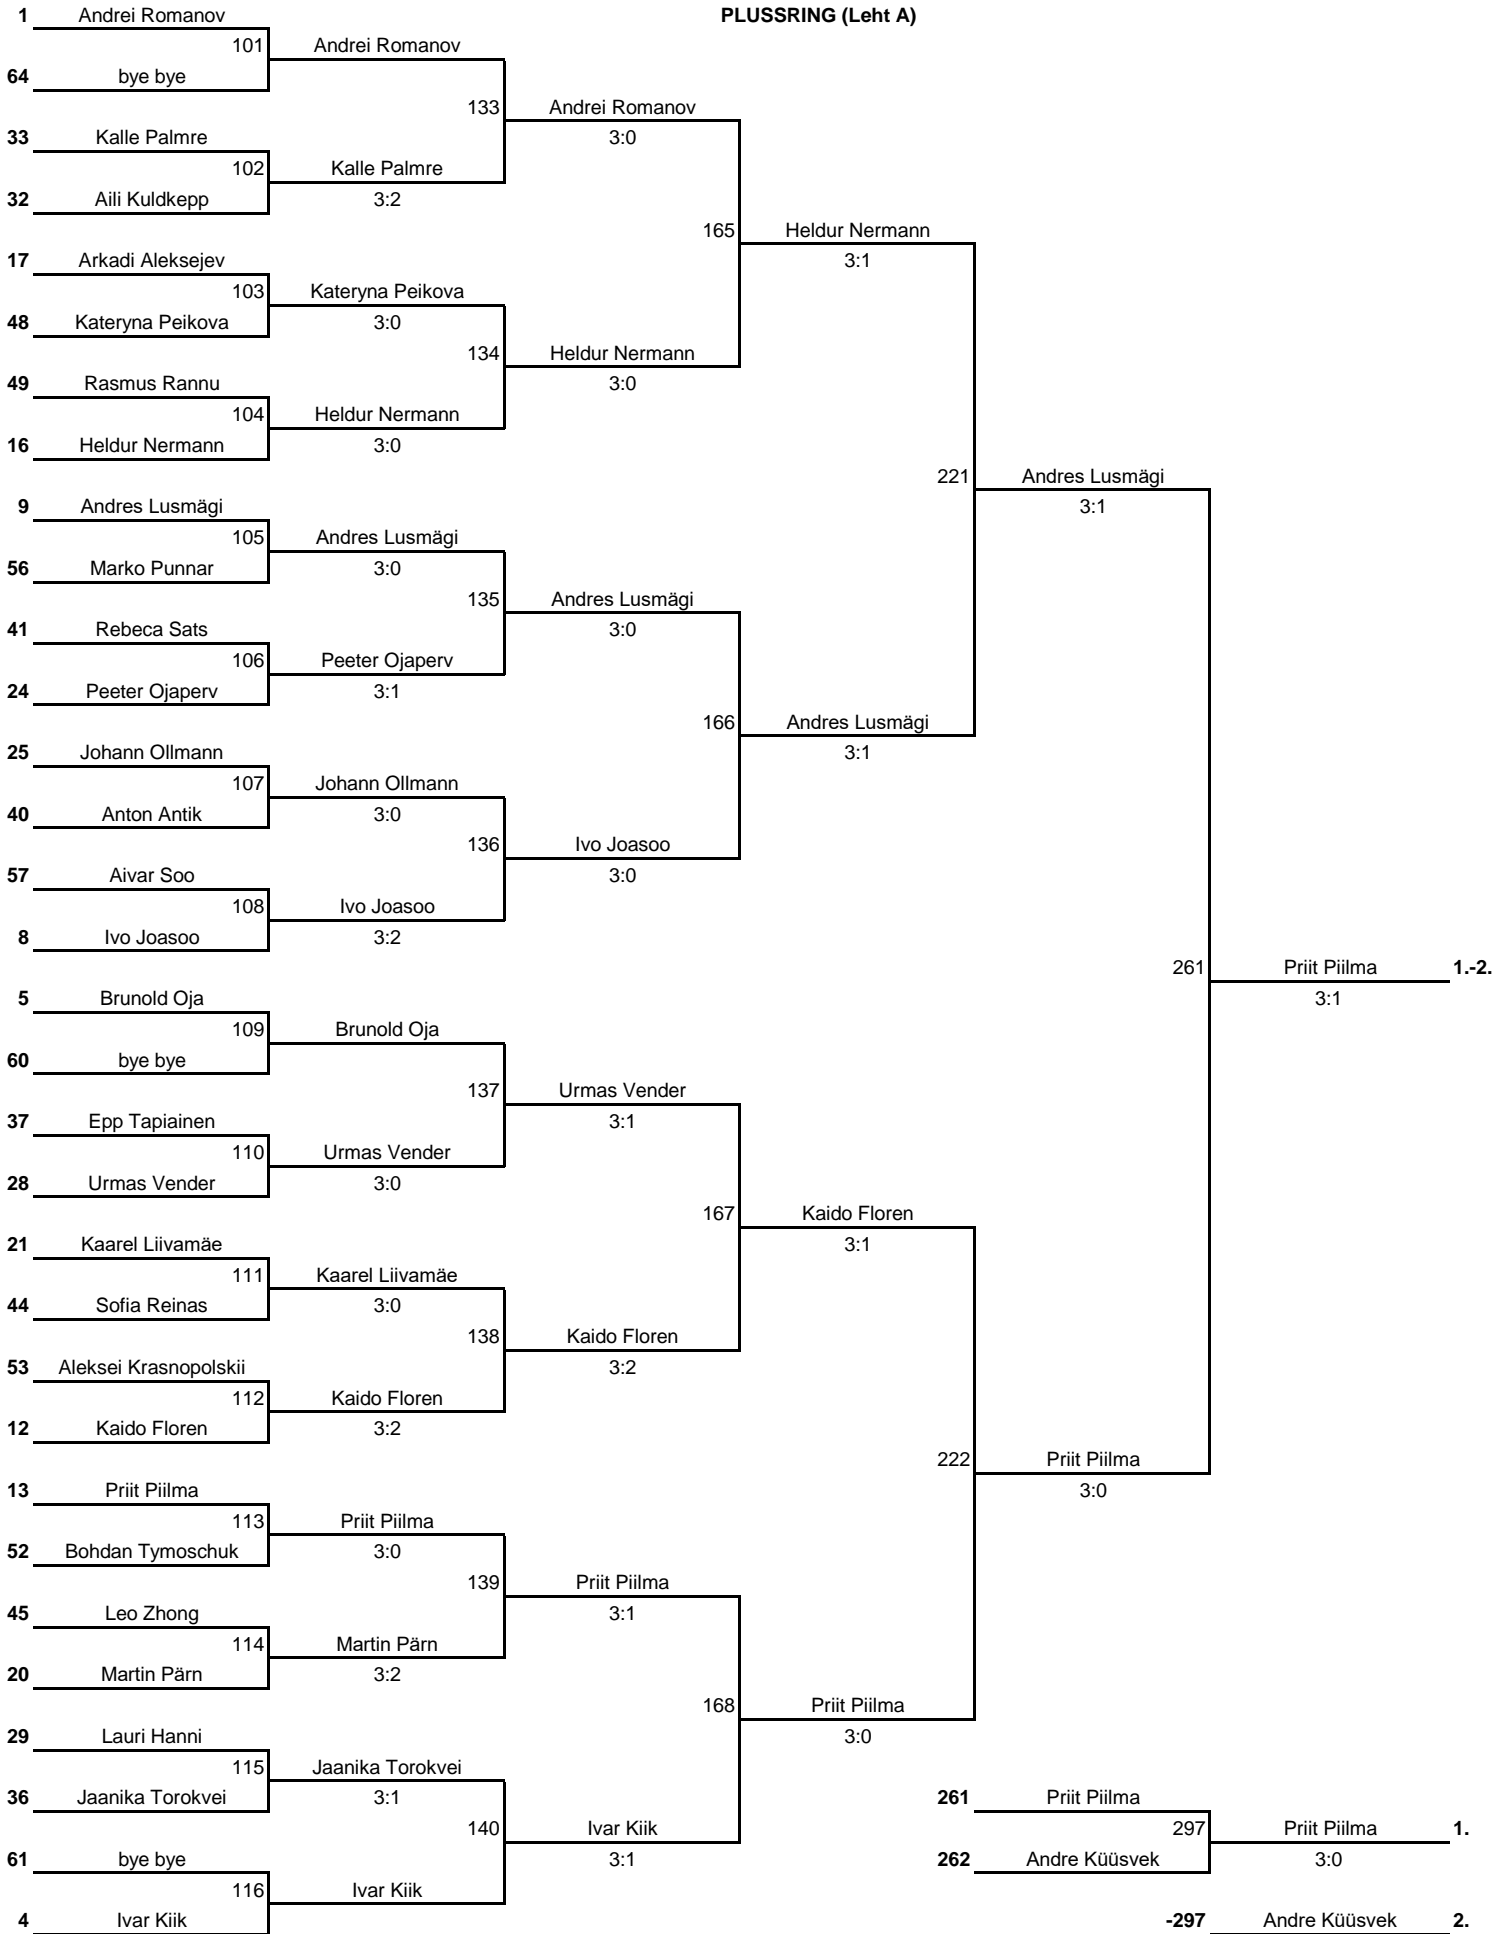 PLUSSRING (Leht A)
1 Andrei Romanov
101 Andrei Romanov
64 bye bye
133 Andrei Romanov
33 Kalle Palmre 3:0
102 Kalle Palmre
32 Aili Kuldkepp 3:2
165 Heldur Nermann
17 Arkadi Aleksejev 3:1
103 Kateryna Peikova
48 Kateryna Peikova 3:0
134 Heldur Nermann
49 Rasmus Rannu 3:0
104 Heldur Nermann
16 Heldur Nermann 3:0
221 Andres Lusmägi
9 Andres Lusmägi 3:1
105 Andres Lusmägi
56 Marko Punnar 3:0
135 Andres Lusmägi
41 Rebeca Sats 3:0
106 Peeter Ojaperv
24 Peeter Ojaperv 3:1
166 Andres Lusmägi
25 Johann Ollmann 3:1
107 Johann Ollmann
40 Anton Antik 3:0
136 Ivo Joasoo
57 Aivar Soo 3:0
108 Ivo Joasoo
8 Ivo Joasoo 3:2
261 Priit Piilma 1.-2.
5 Brunold Oja 3:1
109 Brunold Oja
60 bye bye
137 Urmas Vender
37 Epp Tapiainen 3:1
110 Urmas Vender
28 Urmas Vender 3:0
167 Kaido Floren
21 Kaarel Liivamäe 3:1
111 Kaarel Liivamäe
44 Sofia Reinas 3:0
138 Kaido Floren
53 Aleksei Krasnopolskii 3:2
112 Kaido Floren
12 Kaido Floren 3:2
222 Priit Piilma
13 Priit Piilma 3:0
113 Priit Piilma
52 Bohdan Tymoschuk 3:0
139 Priit Piilma
45 Leo Zhong 3:1
114 Martin Pärn
20 Martin Pärn 3:2
168 Priit Piilma
29 Lauri Hanni 3:0
115 Jaanika Torokvei
36 Jaanika Torokvei 3:1 261 Priit Piilma
140 Ivar Kiik 297 Priit Piilma 1.
61 bye bye 3:1 262 Andre Küüsvek 3:0
116 Ivar Kiik
4 Ivar Kiik -297 Andre Küüsvek 2.